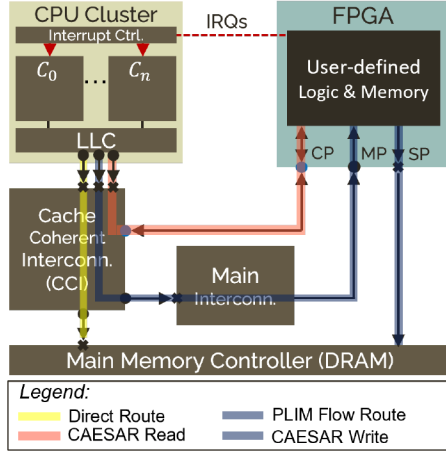 CPU Cluster
IRQs
FPGA
Interrupt Ctrl.
C₀
...
Cₙ
User-defined
Logic & Memory
LLC
CP
MP
SP
Cache
Coherent
Interconn.
(CCI)
Main
Interconn.
Main Memory Controller (DRAM)
Legend:
Direct Route
PLIM Flow Route
CAESAR Read
CAESAR Write